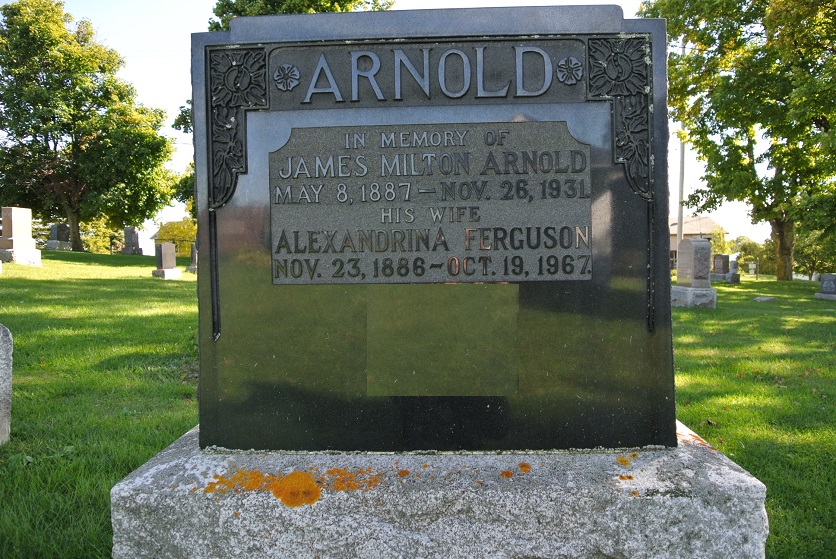 ARNOLD
IN MEMORY OF
JAMES MILTON ARNOLD
MAY 8, 1887 – NOV. 26, 1931.
HIS WIFE
ALEXANDRINA FERGUSON
NOV. 23, 1886 ~ OCT. 19, 1967.